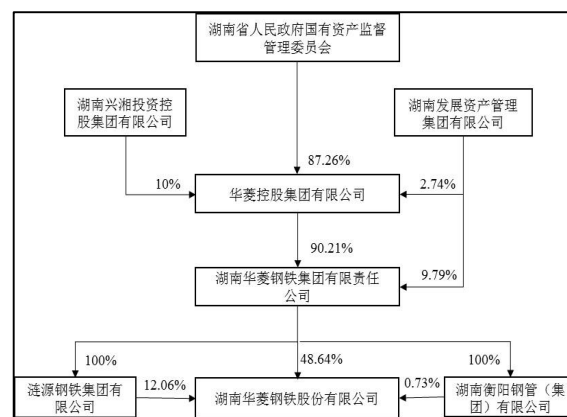 湖南省人民政府国有资产监督
管理委员会
湖南兴湘投资控
股集团有限公司
湖南发展资产管理
集团有限公司
87.26%
10%
2.74%
华菱控股集团有限公司
90.21%
9.79%
湖南华菱钢铁集团有限责任
公司
100%
48.64%
100%
涟源钢铁集团有
限公司
12.06%
湖南华菱钢铁股份有限公司
0.73%
湖南衡阳钢管（集
团）有限公司